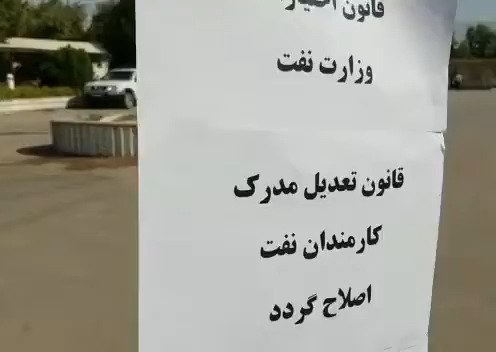 قانون
وزارت نفت
قانون تعدیل مدرک
کارمندان نفت
اصلاح گردد